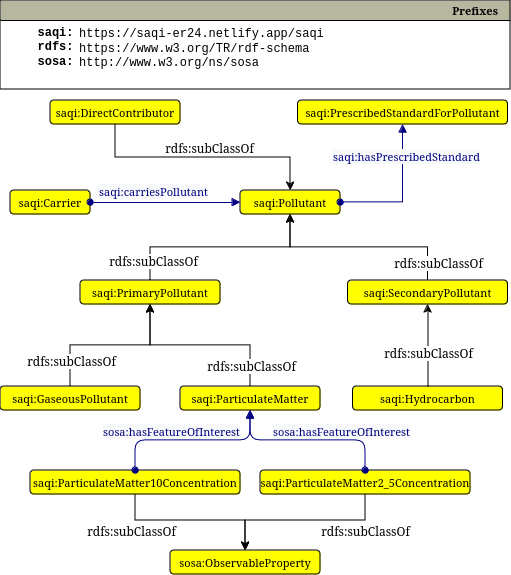 Prefixes
saqi: https://saqi-er24.netlify.app/saqi
rdfs: https://www.w3.org/TR/rdf-schema
sosa: http://www.w3.org/ns/sosa
saqi:DirectContributor
saqi:PrescribedStandardForPollutant
rdfs:subClassOf
saqi:hasPrescribedStandard
saqi:Carrier
saqi:carriesPollutant
saqi:Pollutant
rdfs:subClassOf
rdfs:subClassOf
saqi:PrimaryPollutant
saqi:SecondaryPollutant
rdfs:subClassOf
rdfs:subClassOf
rdfs:subClassOf
saqi:GaseousPollutant
saqi:ParticulateMatter
saqi:Hydrocarbon
sosa:hasFeatureOfInterest
sosa:hasFeatureOfInterest
saqi:ParticulateMatter10Concentration
saqi:ParticulateMatter2_5Concentration
rdfs:subClassOf
rdfs:subClassOf
sosa:ObservableProperty